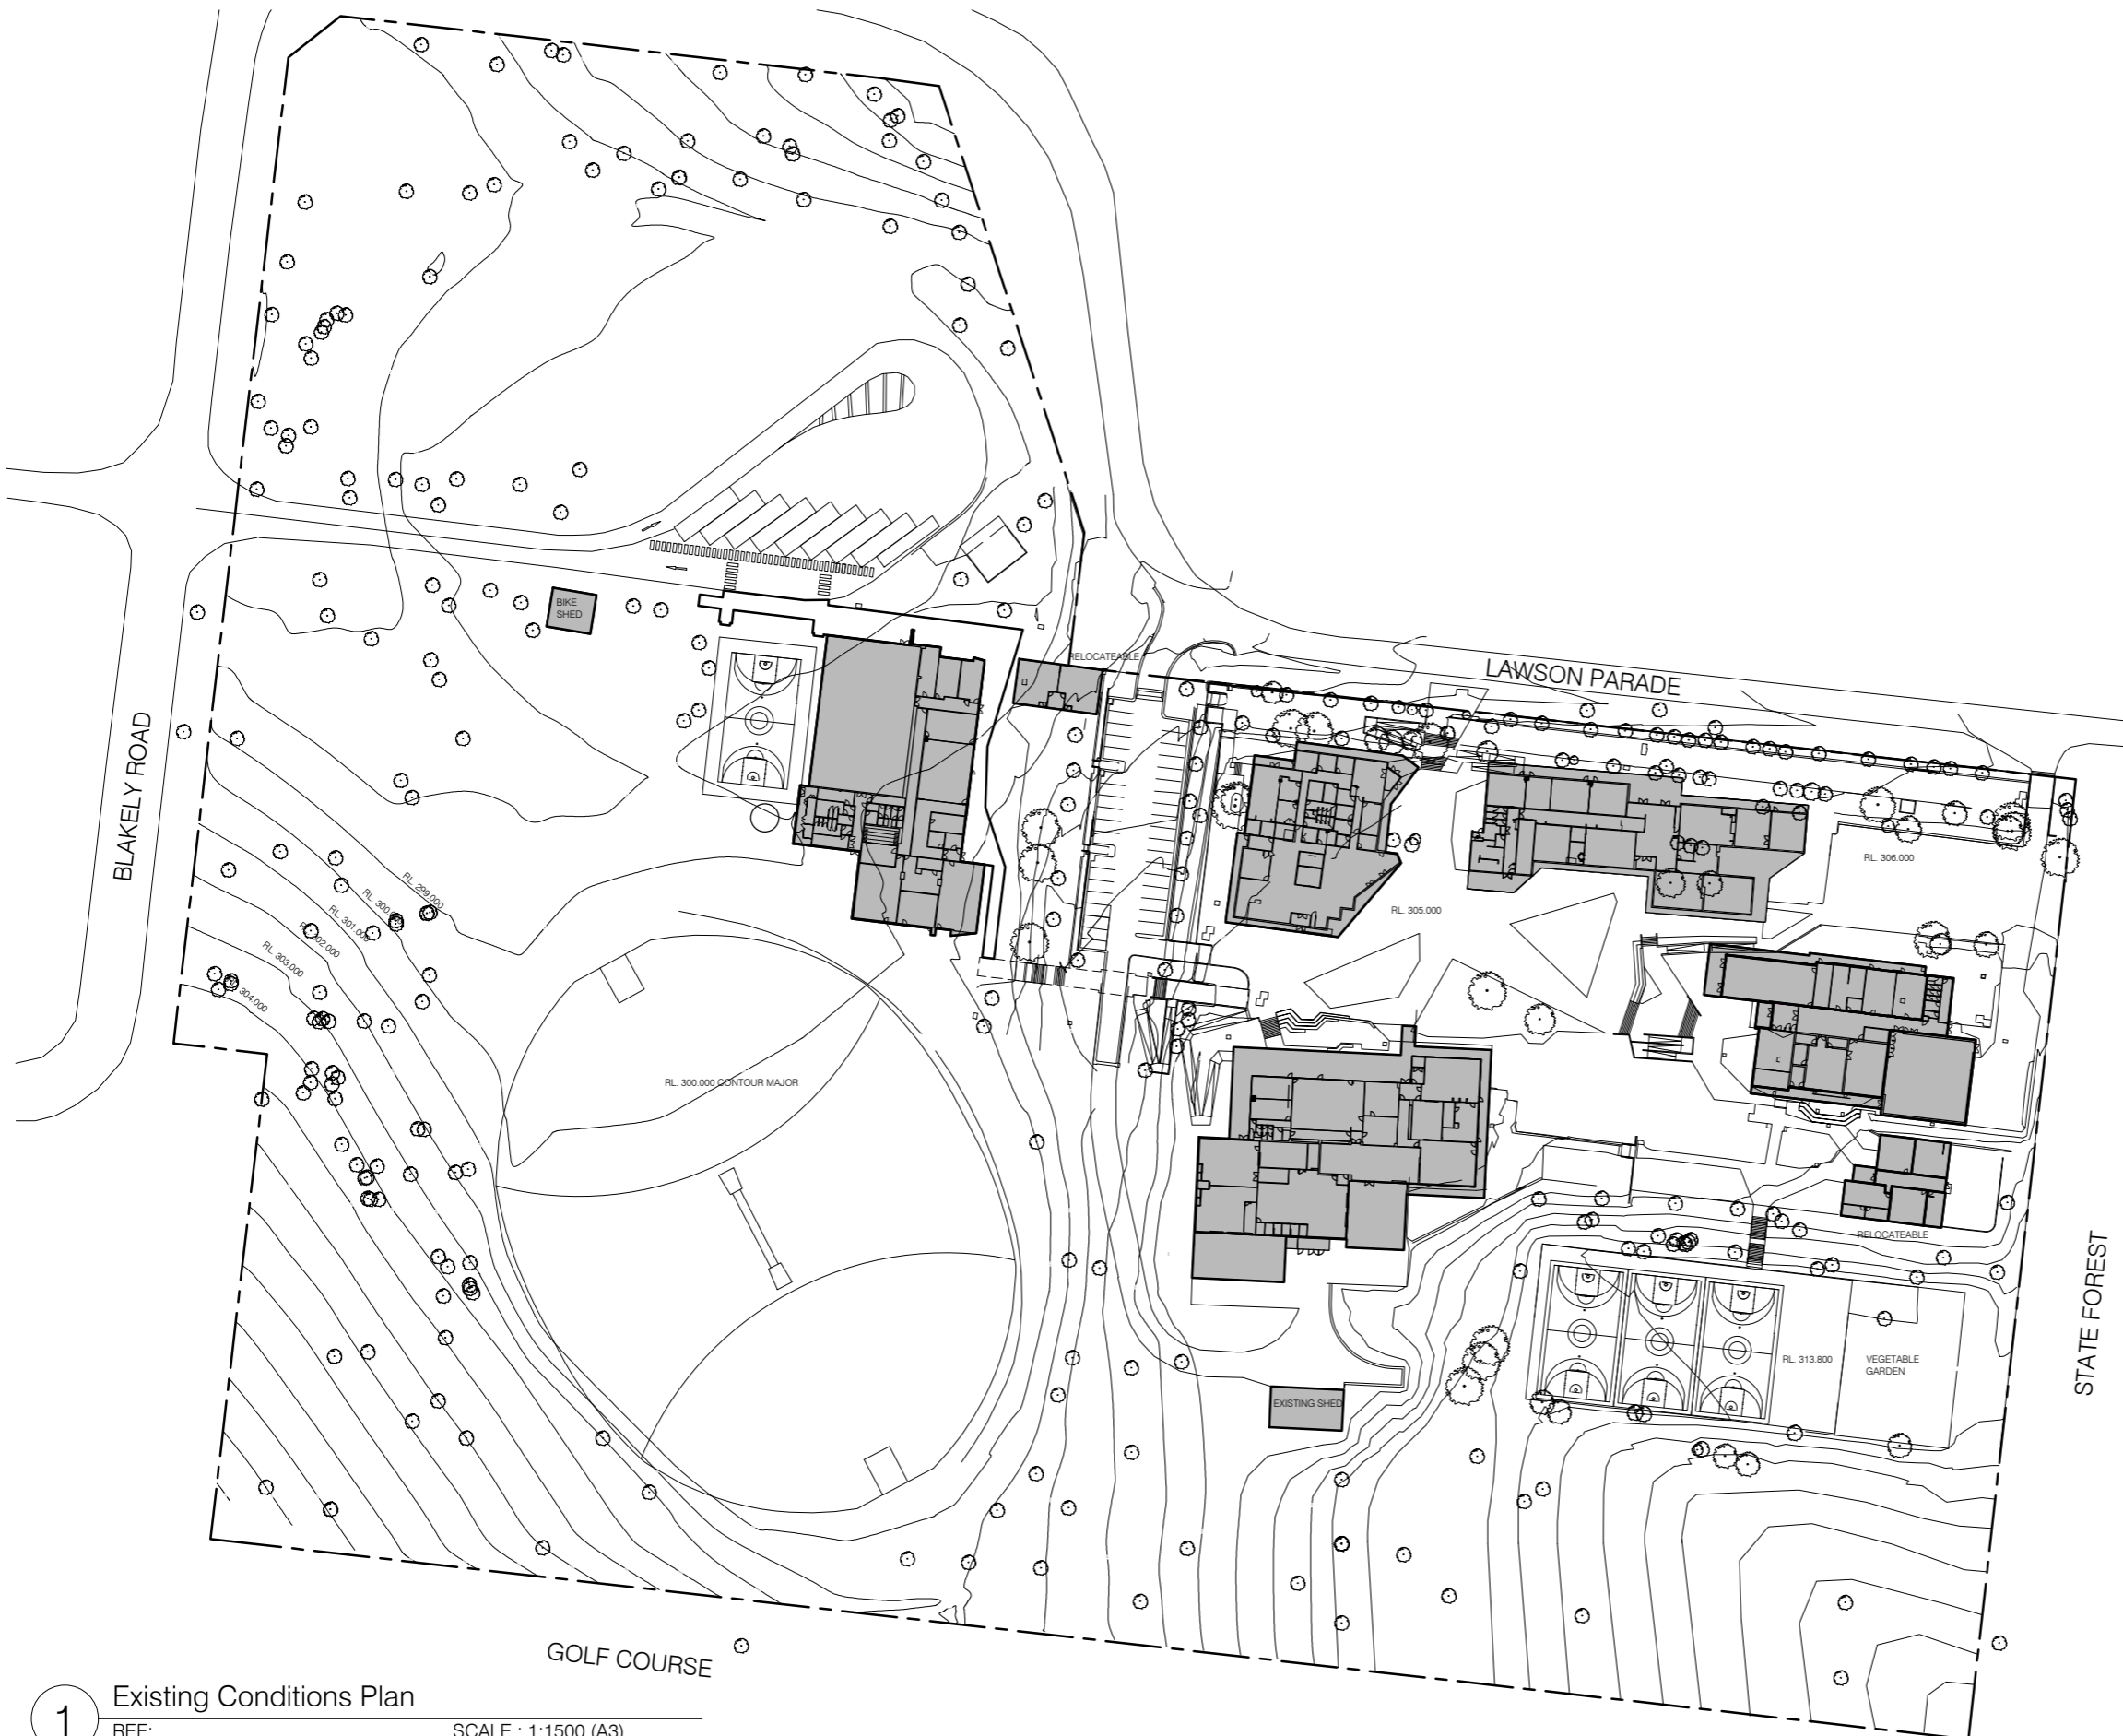 BIKE
SHED
RELOCATEABLE
LAWSON PARADE
BLAKELY ROAD
RL. 306.000
RL. 299.000
RL. 305.000
RL. 301.000
RL. 303.000
304.000
RL. 300.000 CONTOUR MAJOR
RELOCATEABLE
STATE FOREST
RL. 313.800
VEGETABLE
GARDEN
EXISTING SHED
GOLF COURSE
1
Existing Conditions Plan
REF:
SCALE : 1:1500 (A3)